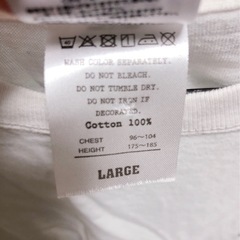 WASH COLOR SEPARATELY.
DO NOT BLEACH.
DO NOT TUMBLE DRY.
DO NOT IRON IF
DECORATED.
Cotton 100%
CHEST 96~104
HEIGHT 175~185
LARGE